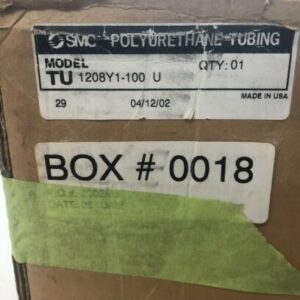 SMC POLYURETHANE TUBING
MODEL QTY: 01
TU 1208Y1-100 U
29 04/12/02 MADE IN USA
BOX # 0018